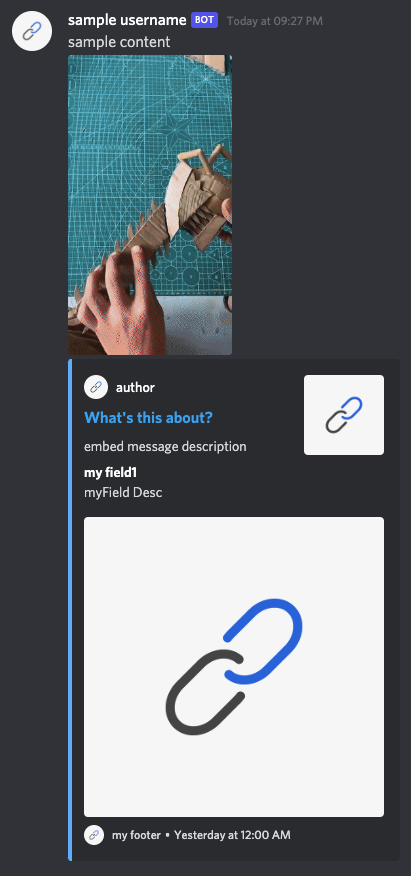 sample username BOT Today at 09:27 PM
sample content
author
What's this about?
embed message description
my field1
myField Desc
my footer • Yesterday at 12:00 AM